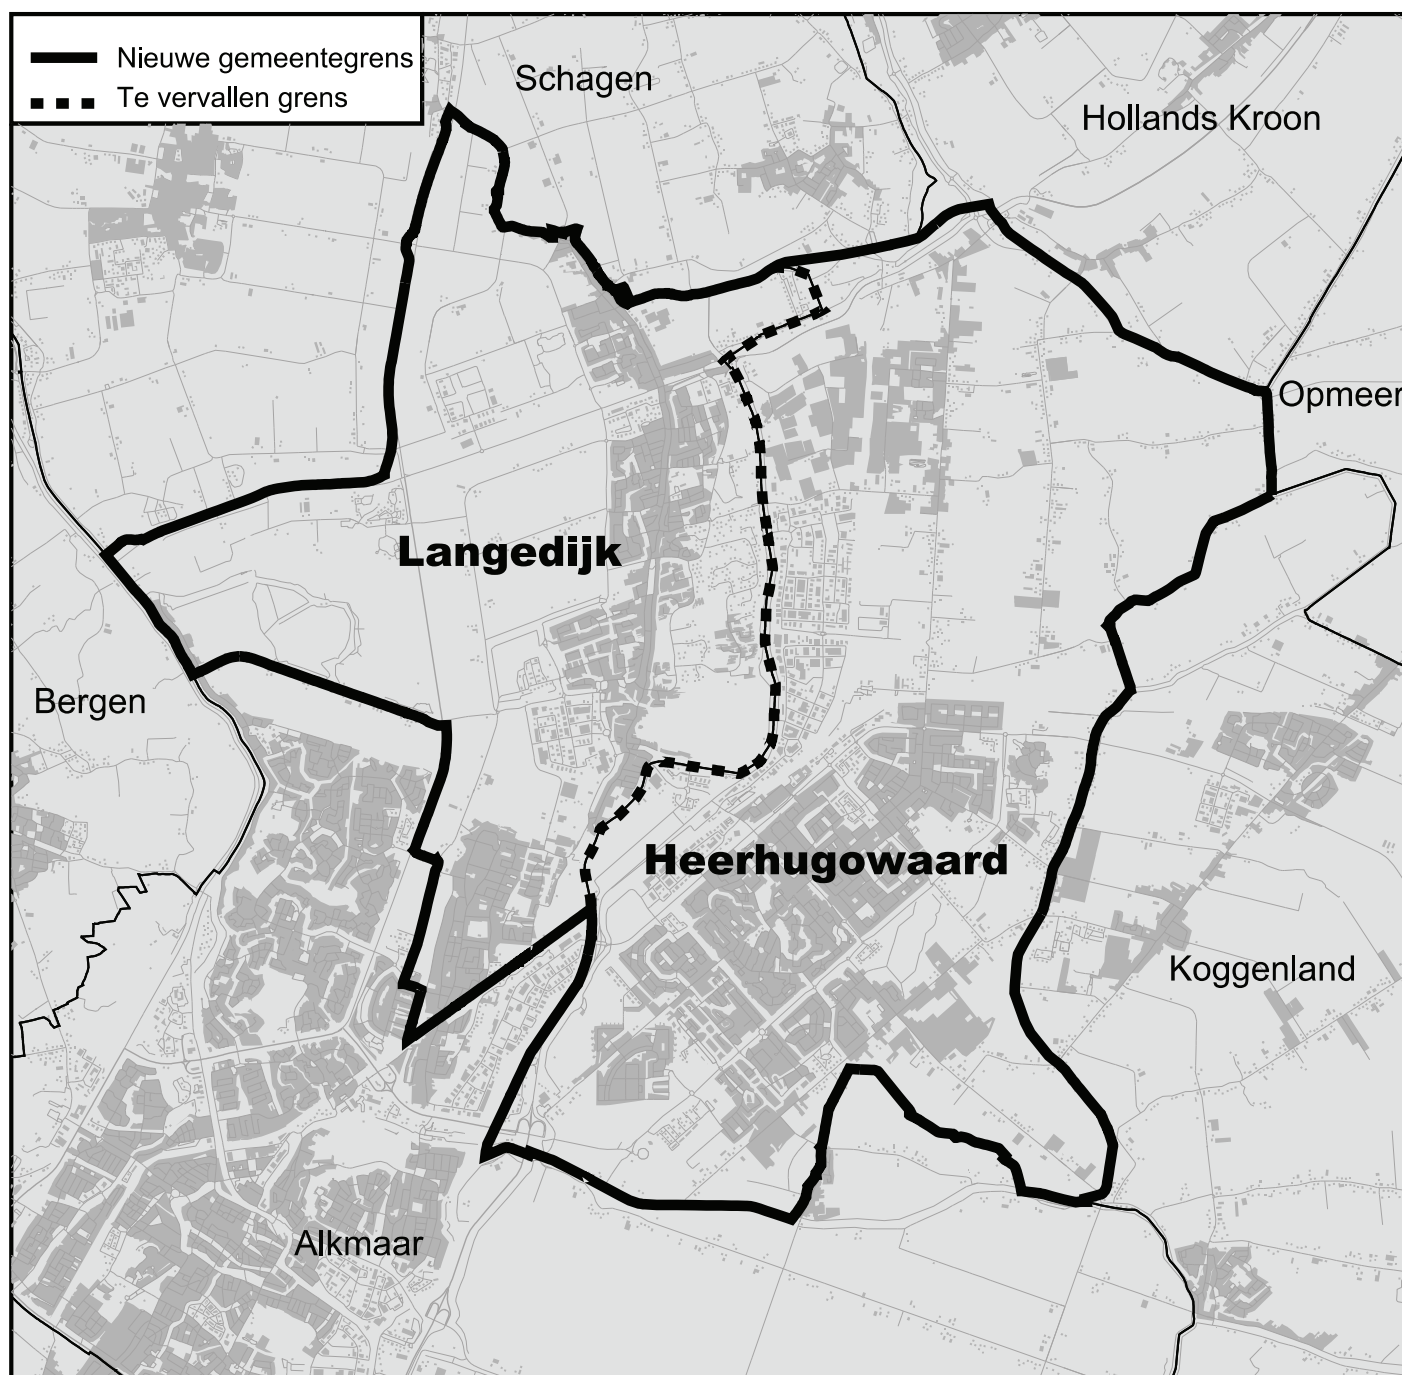 Nieuwe gemeentegrens
Te vervallen grens
Schagen
Hollands Kroon
Opmeer
Langedijk
Bergen
Heerhugowaard
Koggenland
Alkmaar